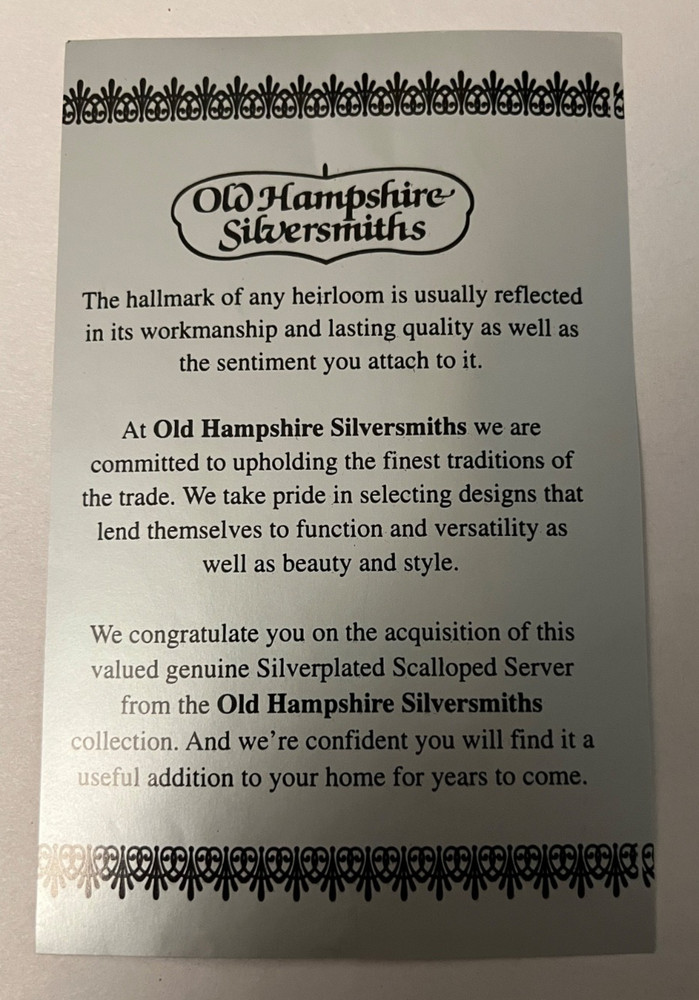 Old Hampshire
Silversmiths
The hallmark of any heirloom is usually reflected
in its workmanship and lasting quality as well as
the sentiment you attach to it.
At Old Hampshire Silversmiths we are
committed to upholding the finest traditions of
the trade. We take pride in selecting designs that
lend themselves to function and versatility as
well as beauty and style.
We congratulate you on the acquisition of this
valued genuine Silverplated Scalloped Server
from the Old Hampshire Silversmiths
collection. And we're confident you will find it a
useful addition to your home for years to come.